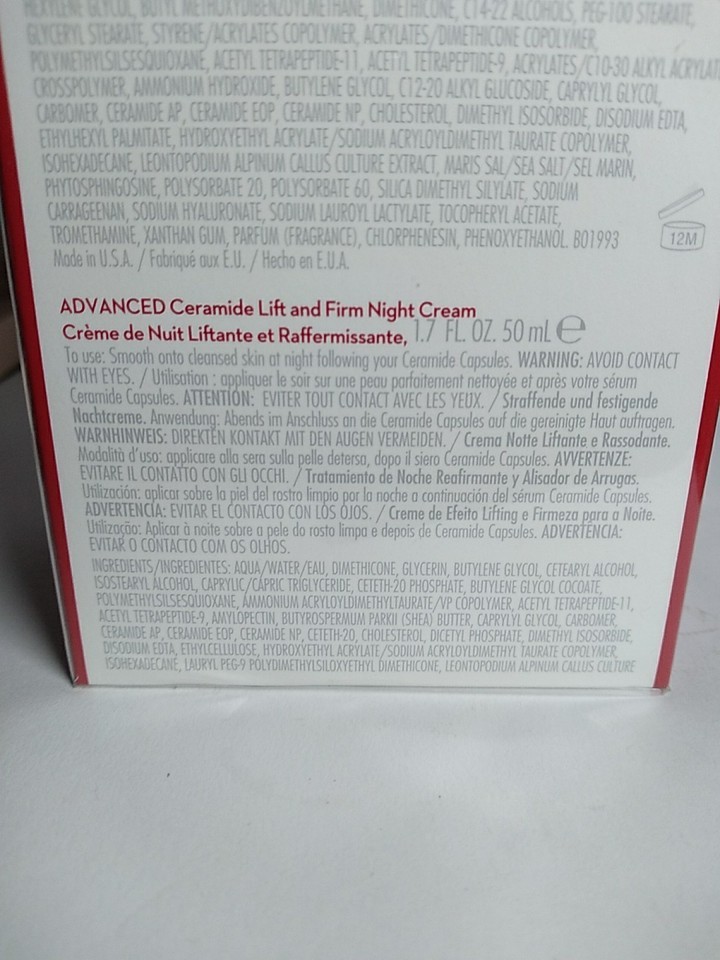 HEXYLENE GLYCOL, BUTYL METHOXYDIBENZOYLMETHANE, DIMETHICONE, C14-22 ALCOHOLS, PEG-100 STEARATE,
GLYCERYL STEARATE, STYRENE/ACRYLATES COPOLYMER, ACRYLATES/DIMETHICONE COPOLYMER,
POLYMETHYLSILSESQUIOXANE, ACETYL TETRAPEPTIDE-11, ACETYL TETRAPEPTIDE-9, ACRYLATES/C10-30 ALKYL ACRYLAT
CROSSPOLYMER, AMMONIUM HYDROXIDE, BUTYLENE GLYCOL, C12-20 ALKYL GLUCOSIDE, CAPRYLYL GLYCOL,
CARBOMER, CERAMIDE AP, CERAMIDE EOP, CERAMIDE NP, CHOLESTEROL, DIMETHYL ISOSORBIDE, DISODIUM EDTA,
ETHYLHEXYL PALMITATE, HYDROXYETHYL ACRYLATE/SODIUM ACRYLOYLDIMETHYL TAURATE COPOLYMER,
ISOHEXADECANE, LEONTOPODIUM ALPINUM CALLUS CULTURE EXTRACT, MARIS SAL/SEA SALT/SEL MARIN,
PHYTOSPHINGOSINE, POLYSORBATE 20, POLYSORBATE 60, SILICA DIMETHYL SILYLATE, SODIUM
CARRAGEENAN, SODIUM HYALURONATE, SODIUM LAUROYL LACTYLATE, TOCOPHERYL ACETATE,
TROMETHAMINE, XANTHAN GUM, PARFUM (FRAGRANCE), CHLORPHENESIN, PHENOXYETHANOL. B01993
12M
Made in U.S.A. / Fabriqué aux E.U. / Hecho en E.U.A.
ADVANCED Ceramide Lift and Firm Night Cream
Crème de Nuit Liftante et Raffermissante, 1.7 FL. OZ. 50 mL e
To use: Smooth onto cleansed skin at night following your Ceramide Capsules. WARNING: AVOID CONTACT
WITH EYES. / Utilisation : appliquer le soir sur une peau parfaitement nettoyée et après votre sérum
Ceramide Capsules. ATTENTION: EVITER TOUT CONTACT AVEC LES YEUX. / Straffende und festigende
Nachtcreme. Anwendung: Abends im Anschluss an die Ceramide Capsules auf die gereinigte Haut auftragen.
WARNHINWEIS: DIREKTEN KONTAKT MIT DEN AUGEN VERMEIDEN. / Crema Notte Liftante e Rassodante.
Modalità d'uso: applicare alla sera sulla pelle detersa, dopo il siero Ceramide Capsules. AVVERTENZE:
EVITARE IL CONTATTO CON GLI OCCHI. / Tratamiento de Noche Reafirmante y Alisador de Arrugas.
Utilización: aplicar sobre la piel del rostro limpio por la noche a continuación del sérum Ceramide Capsules.
ADVERTENCIA: EVITAR EL CONTACTO CON LOS OJOS. / Creme de Efeito Lifting e Firmeza para a Noite.
Utilização: Aplicar à noite sobre a pele do rosto limpa e depois de Ceramide Capsules. ADVERTÊNCIA:
EVITAR O CONTACTO COM OS OLHOS.
INGREDIENTS/INGREDIENTES: AQUA/WATER/EAU, DIMETHICONE, GLYCERIN, BUTYLENE GLYCOL, CETEARYL ALCOHOL,
ISOSTEARYL ALCOHOL, CAPRYLIC/CAPRIC TRIGLYCERIDE, CETETH-20 PHOSPHATE, BUTYLENE GLYCOL COCOATE,
POLYMETHYLSILSESQUIOXANE, AMMONIUM ACRYLOYLDIMETHYLTAURATE/VP COPOLYMER, ACETYL TETRAPEPTIDE-11,
ACETYL TETRAPEPTIDE-9, AMYLOPECTIN, BUTYROSPERMUM PARKII (SHEA) BUTTER, CAPRYLYL GLYCOL, CARBOMER,
CERAMIDE AP, CERAMIDE EOP, CERAMIDE NP, CETETH-20, CHOLESTEROL, DICETYL PHOSPHATE, DIMETHYL ISOSORBIDE,
DISODIUM EDTA, ETHYLCELLULOSE, HYDROXYETHYL ACRYLATE/SODIUM ACRYLOYLDIMETHYL TAURATE COPOLYMER,
ISOHEXADECANE, LAURYL PEG-9 POLYDIMETHYLSILOXYETHYL DIMETHICONE, LEONTOPODIUM ALPINUM CALLUS CULTURE